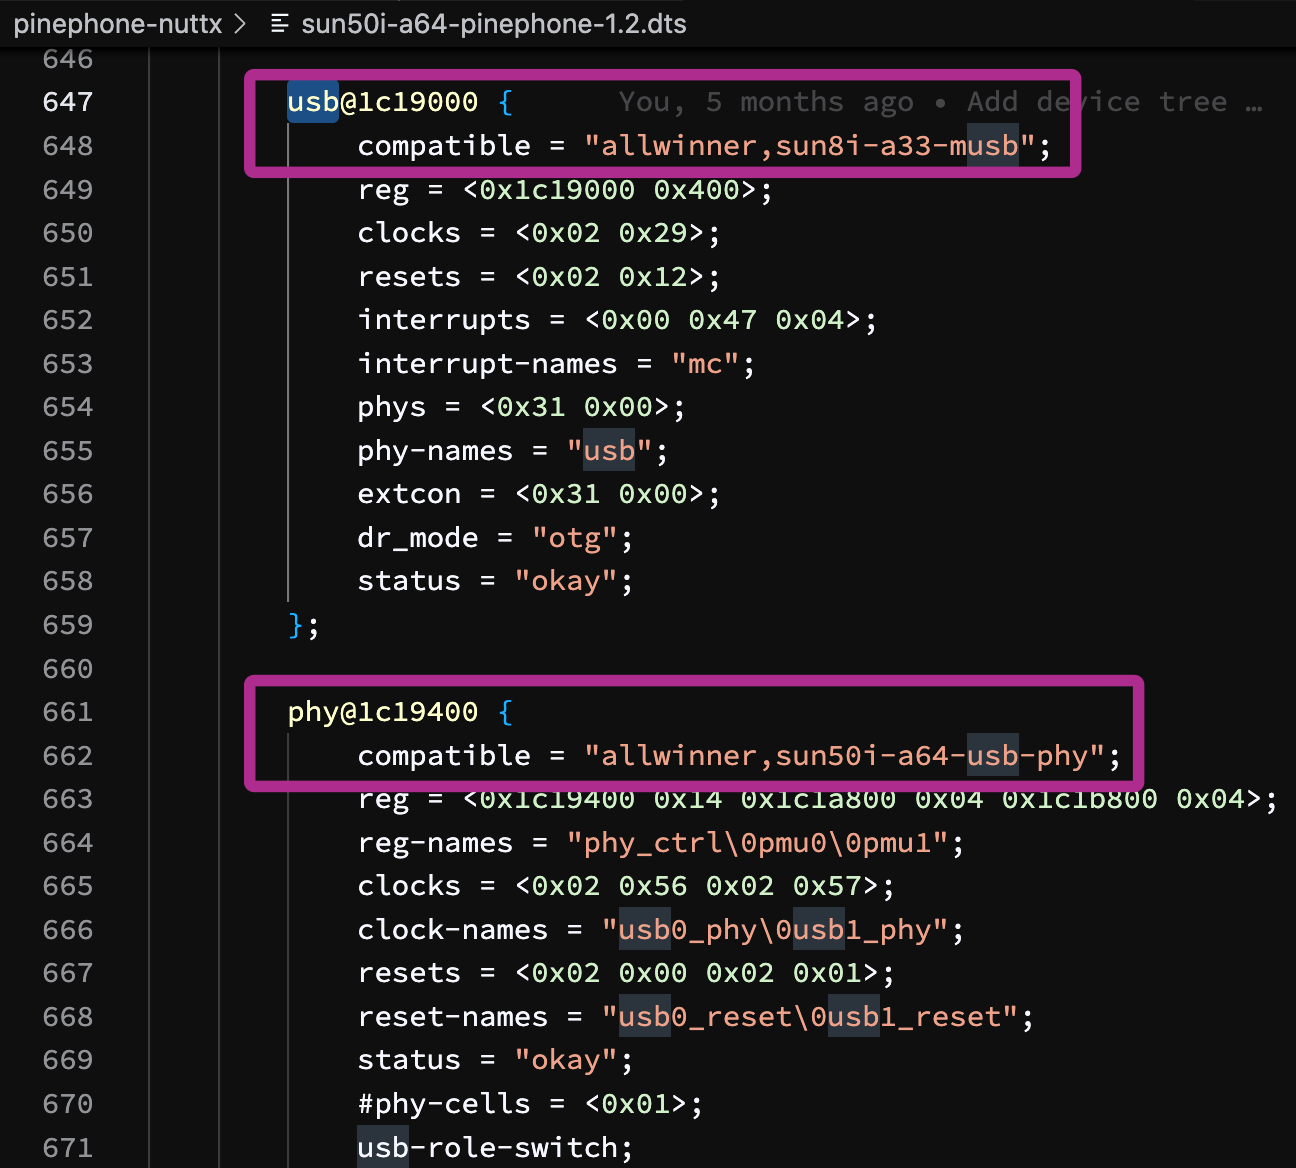 pinephone-nuttx > sun50i-a64-pinephone-1.2.dts
646
647 usb@1c19000 { You, 5 months ago • Add device tree …
648 compatible = "allwinner,sun8i-a33-musb";
649 reg = <0x1c19000 0x400>;
650 clocks = <0x02 0x29>;
651 resets = <0x02 0x12>;
652 interrupts = <0x00 0x47 0x04>;
653 interrupt-names = "mc";
654 phys = <0x31 0x00>;
655 phy-names = "usb";
656 extcon = <0x31 0x00>;
657 dr_mode = "otg";
658 status = "okay";
659 };
660
661 phy@1c19400 {
662 compatible = "allwinner,sun50i-a64-usb-phy";
663 reg = <0x1c19400 0x14 0x1c1a800 0x04 0x1c1b800 0x04>;
664 reg-names = "phy_ctrl\0pmu0\0pmu1";
665 clocks = <0x02 0x56 0x02 0x57>;
666 clock-names = "usb0_phy\0usb1_phy";
667 resets = <0x02 0x00 0x02 0x01>;
668 reset-names = "usb0_reset\0usb1_reset";
669 status = "okay";
670 #phy-cells = <0x01>;
671 usb-role-switch;